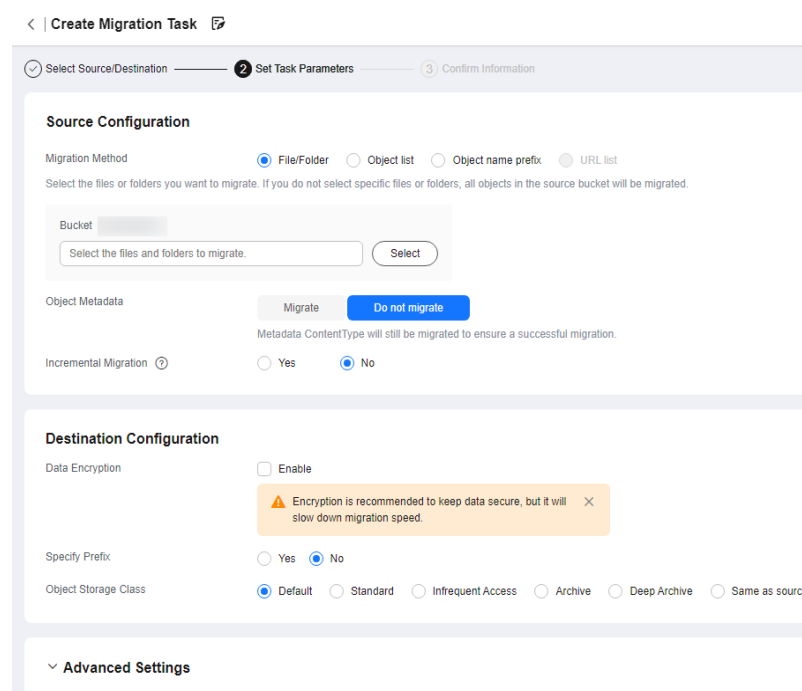 Create Migration Task
Select Source/Destination 2 Set Task Parameters 3 Confirm Information
Source Configuration
Migration Method File/Folder Object list Object name prefix URL list
Select the files or folders you want to migrate. If you do not select specific files or folders, all objects in the source bucket will be migrated.
Bucket
Select the files and folders to migrate. Select
Object Metadata Migrate Do not migrate
Metadata ContentType will still be migrated to ensure a successful migration.
Incremental Migration ? Yes No
Destination Configuration
Data Encryption Enable
Encryption is recommended to keep data secure, but it will
slow down migration speed.
Specify Prefix Yes No
Object Storage Class Default Standard Infrequent Access Archive Deep Archive Same as sourc
Advanced Settings